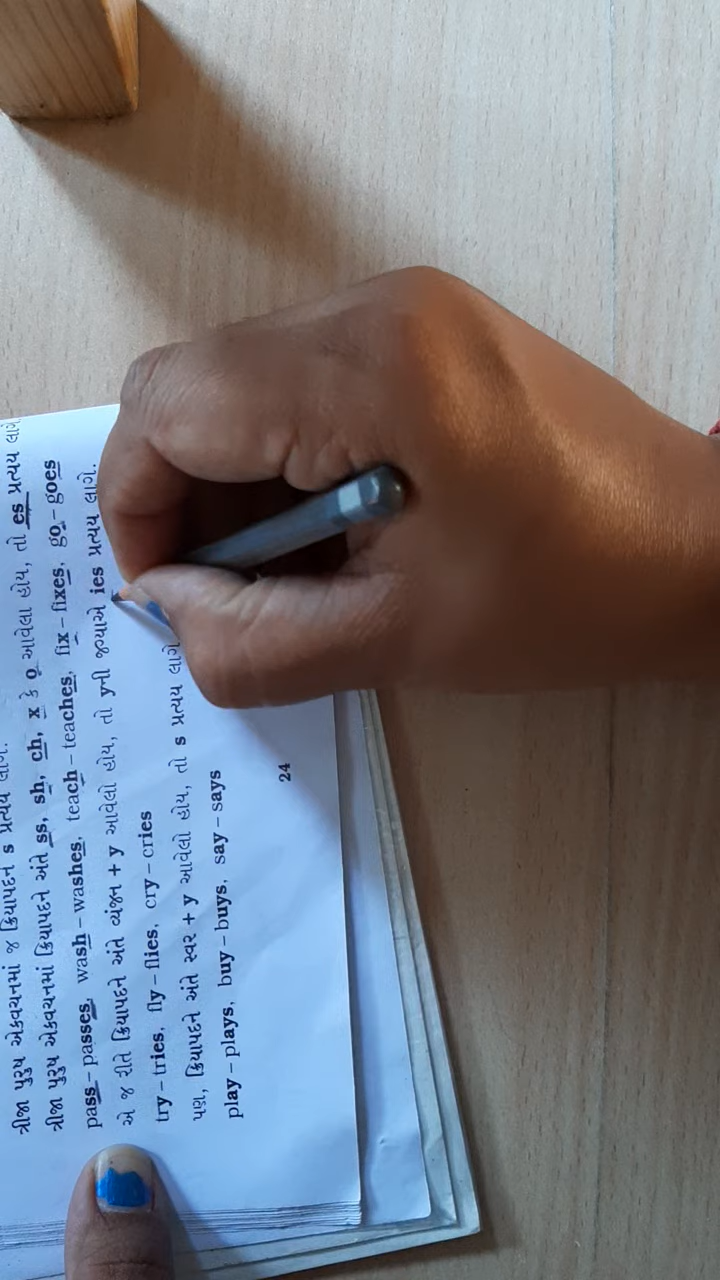 ત્રીજા પુરુષ એકવચનમાં જ ક્રિયાપદને s પ્રત્યય લાગે.
ત્રીજા પુરુષ એકવચનમાં ક્રિયાપદને અંતે ss, sh, ch, x કે o આવેલા હોય, તો es પ્રત્યય લાગે
pass – passes, wash – washes, teach – teaches, fix – fixes, go – goes
એ જ રીતે ક્રિયાપદને અંતે વ્યંજન + y આવેલો હોય, તો yની જગ્યાએ ies પ્રત્યય લાગે.
try – tries, fly – flies, cry – cries
પણ, ક્રિયાપદને અંતે સ્વર + y આવેલો હોય, તો s પ્રત્યય લાગે
play – plays, buy – buys, say – says
24